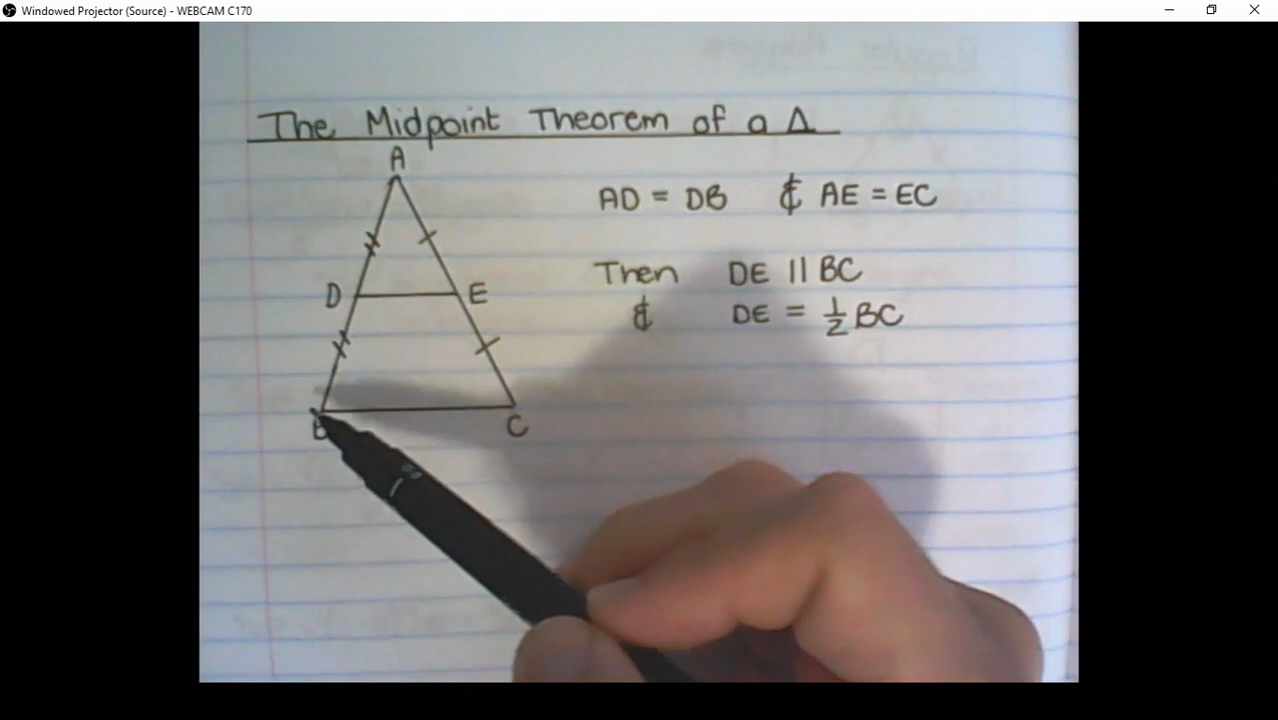 Windowed Projector (Source) - WEBCAM C170
The Midpoint Theorem of a Δ
A
AD = DB & AE = EC
Then DE || BC
D E
& DE = 1/2 BC
B C